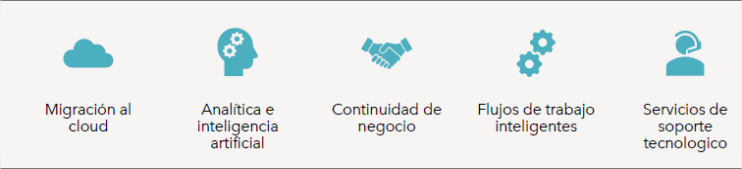 Migración al
cloud
Analítica e
inteligencia
artificial
Continuidad de
negocio
Flujos de trabajo
inteligentes
Servicios de
soporte
tecnologico